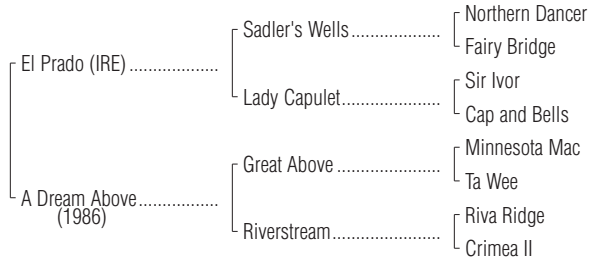 Northern Dancer
Sadler's Wells....................
Fairy Bridge
El Prado (IRE) ..................
Sir Ivor
Lady Capulet......................
Cap and Bells
Minnesota Mac
Great Above .......................
Ta Wee
A Dream Above..................
(1986)
Riva Ridge
Riverstream........................
Crimea II